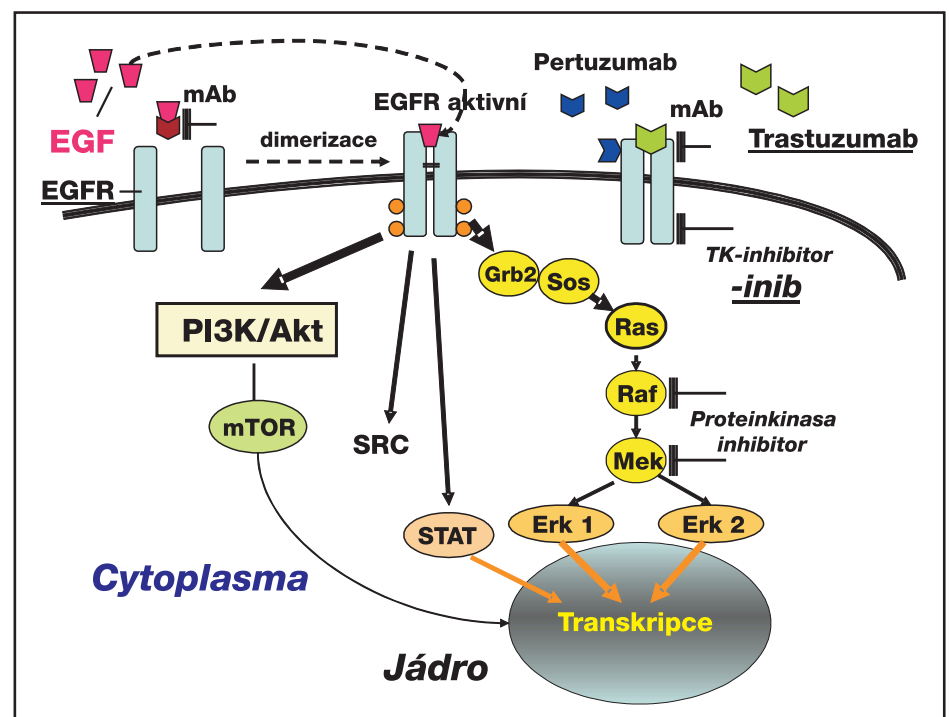 Pertuzumab
mAb
EGFR aktivní
mAb
EGF
dimerizace
Trastuzumab
EGFR
TK-inhibitor
-inib
Grb2
Sos
PI3K/Akt
Ras
Raf
mTOR
SRC
Proteinkinasa
inhibitor
Mek
STAT
Erk 1
Erk 2
Cytoplasma
Transkripce
Jádro